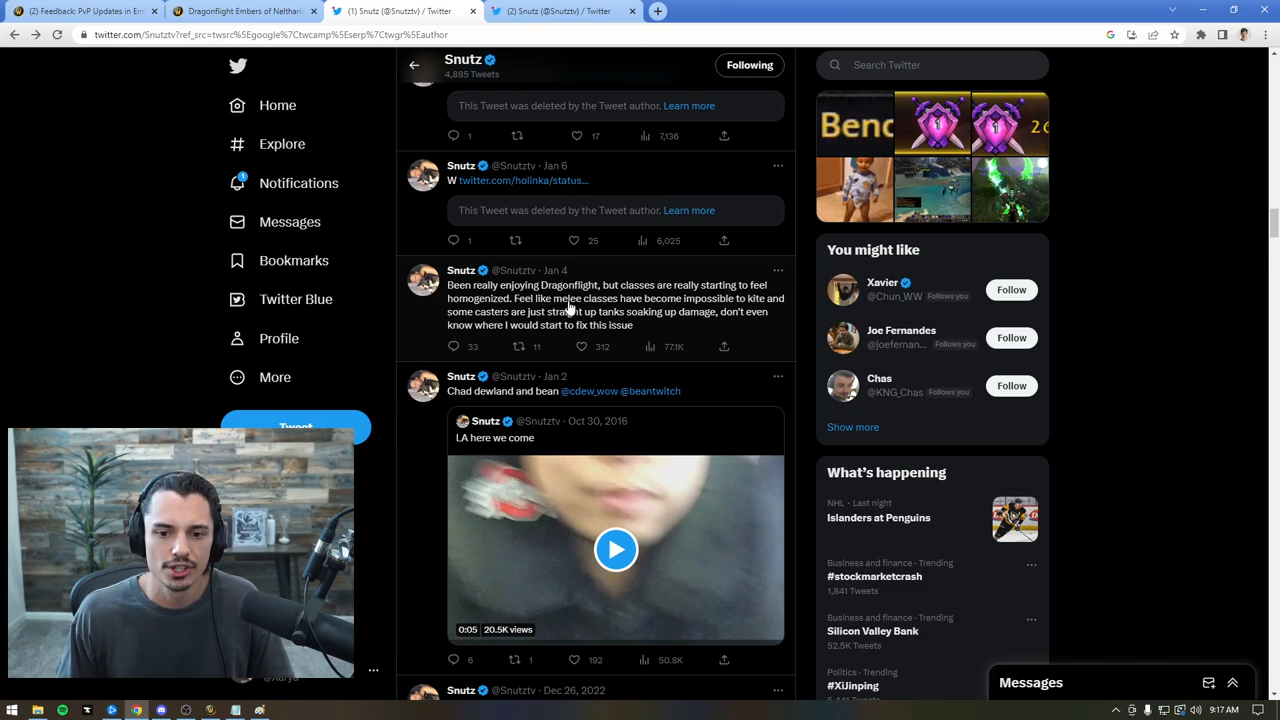 (2) Feedback: PvP Updates in Em
Dragonflight Embers of Nelthari
(1) Snutz (@Snutztv) / Twitter
(2) Snutz (@Snutztv) / Twitter
twitter.com/Snutztv?ref_src=twsrc%5Egoogle%7Ctwcamp%5Eserp%7Ctwgr%5Eauthor
Home
Explore
1
Notifications
Messages
Bookmarks
Twitter Blue
Profile
More
Tweet
Snutz
4,885 Tweets
Following
This Tweet was deleted by the Tweet author. Learn more
1 17 7,136
Snutz @Snutztv · Jan 6
W twitter.com/holinka/status…
This Tweet was deleted by the Tweet author. Learn more
1 25 6,025
Snutz @Snutztv · Jan 4
Been really enjoying Dragonflight, but classes are really starting to feel
homogenized. Feel like melee classes have become impossible to kite and
some casters are just straight up tanks soaking up damage, don't even
know where I would start to fix this issue
33 11 312 77.1K
Snutz @Snutztv · Jan 2
Chad dewland and bean @cdew_wow @beantwitch
Snutz @Snutztv · Oct 30, 2016
LA here we come
0:05 20.5K views
6 1 192 50.8K
Snutz @Snutztv · Dec 26, 2022
Search Twitter
Benc
You might like
Xavier
@Chun_WW Follows you
Follow
Joe Fernandes
@joefernan... Follows you
Follow
Chas
@KNG_Chas Follows you
Follow
Show more
What's happening
NHL · Last night
Islanders at Penguins
Business and finance · Trending
#stockmarketcrash
1,841 Tweets
Business and finance · Trending
Silicon Valley Bank
52.5K Tweets
Politics · Trending
#XiJinping
Messages
9:17 AM